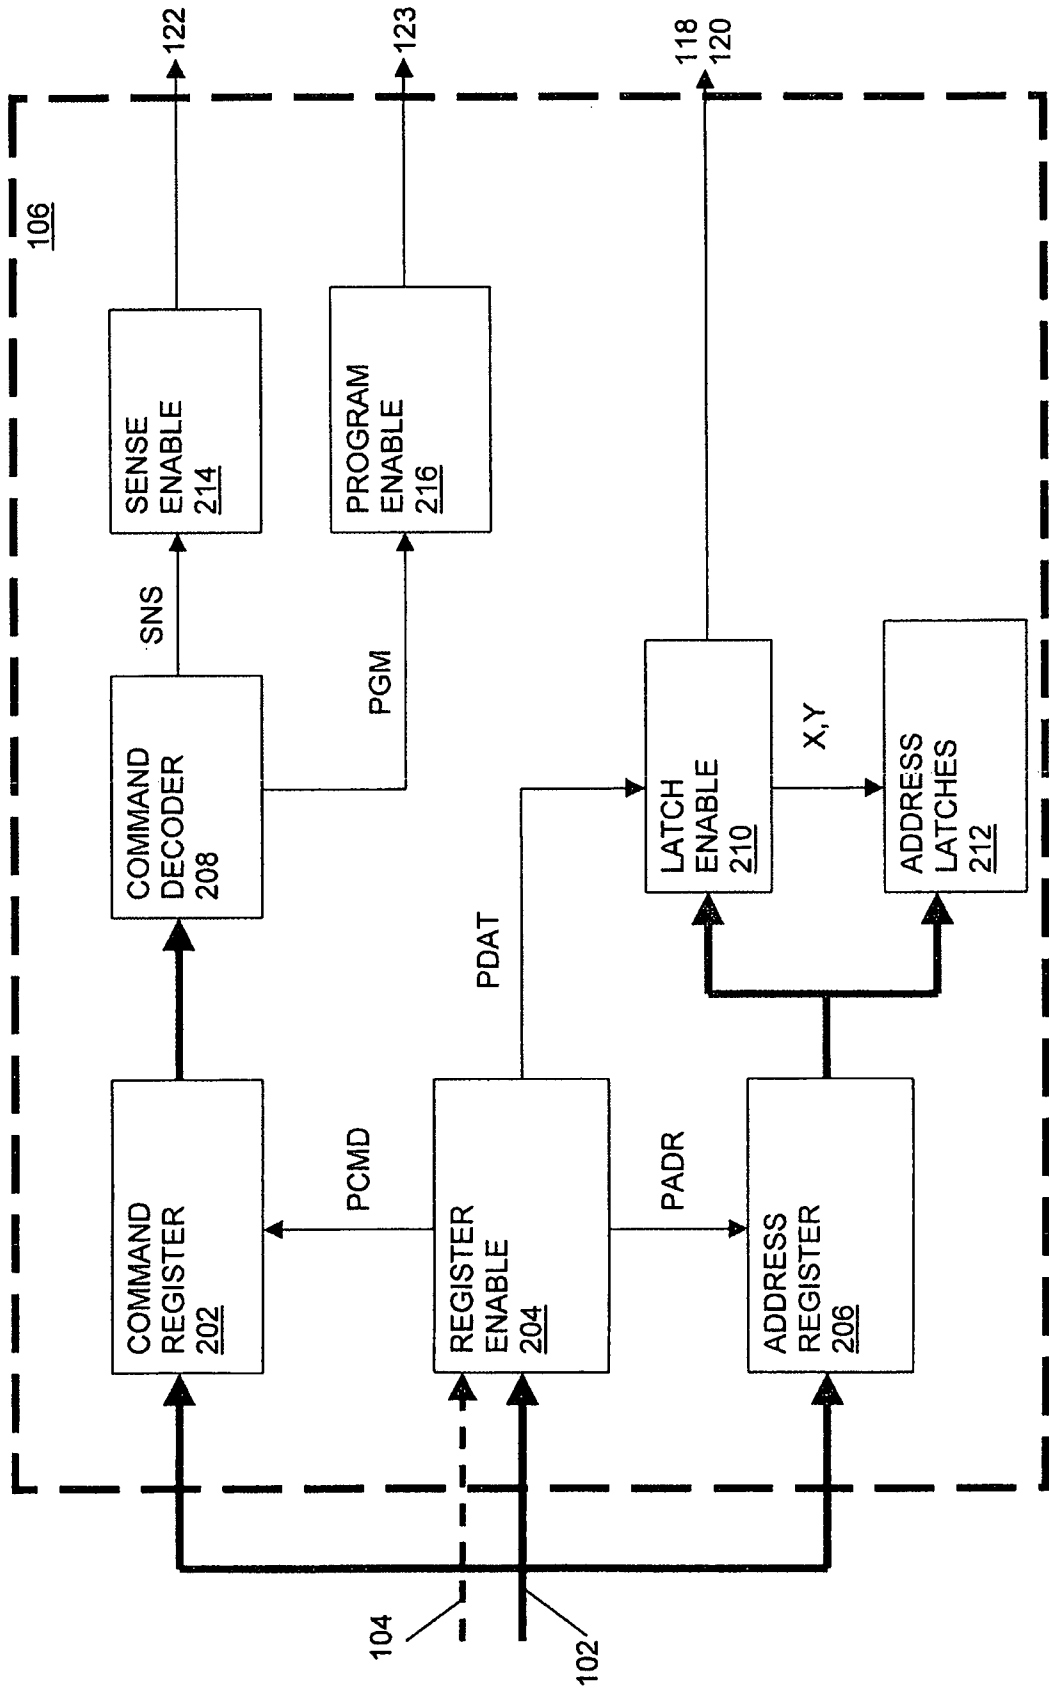 106
122
123
118
120
SENSE
ENABLE
214
PROGRAM
ENABLE
216
SNS
PGM
COMMAND
DECODER
208
LATCH
ENABLE
210
X,Y
ADDRESS
LATCHES
212
PDAT
COMMAND
REGISTER
202
PCMD
REGISTER
ENABLE
204
PADR
ADDRESS
REGISTER
206
104
102